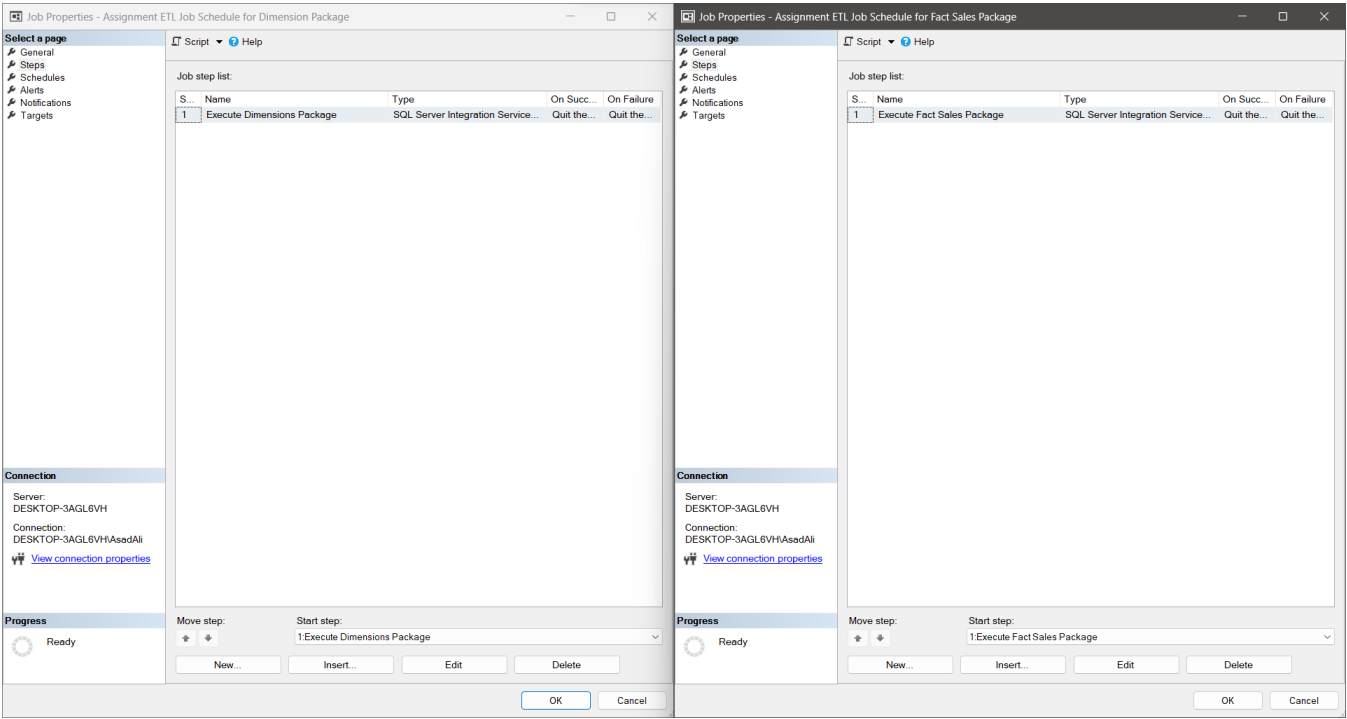 Job Properties - Assignment ETL Job Schedule for Dimension Package
Select a page
General
Steps
Schedules
Alerts
Notifications
Targets
Script Help
Job step list:
S... Name Type On Succ... On Failure
1 Execute Dimensions Package SQL Server Integration Service... Quit the... Quit the...
Connection
Server:
DESKTOP-3AGL6VH
Connection:
DESKTOP-3AGL6VH\AsadAli
View connection properties
Progress
Ready
Move step: Start step:
1:Execute Dimensions Package
New... Insert... Edit Delete
OK Cancel
Job Properties - Assignment ETL Job Schedule for Fact Sales Package
Select a page
General
Steps
Schedules
Alerts
Notifications
Targets
Script Help
Job step list:
S... Name Type On Succ... On Failure
1 Execute Fact Sales Package SQL Server Integration Service... Quit the... Quit the...
Connection
Server:
DESKTOP-3AGL6VH
Connection:
DESKTOP-3AGL6VH\AsadAli
View connection properties
Progress
Ready
Move step: Start step:
1:Execute Fact Sales Package
New... Insert... Edit Delete
OK Cancel